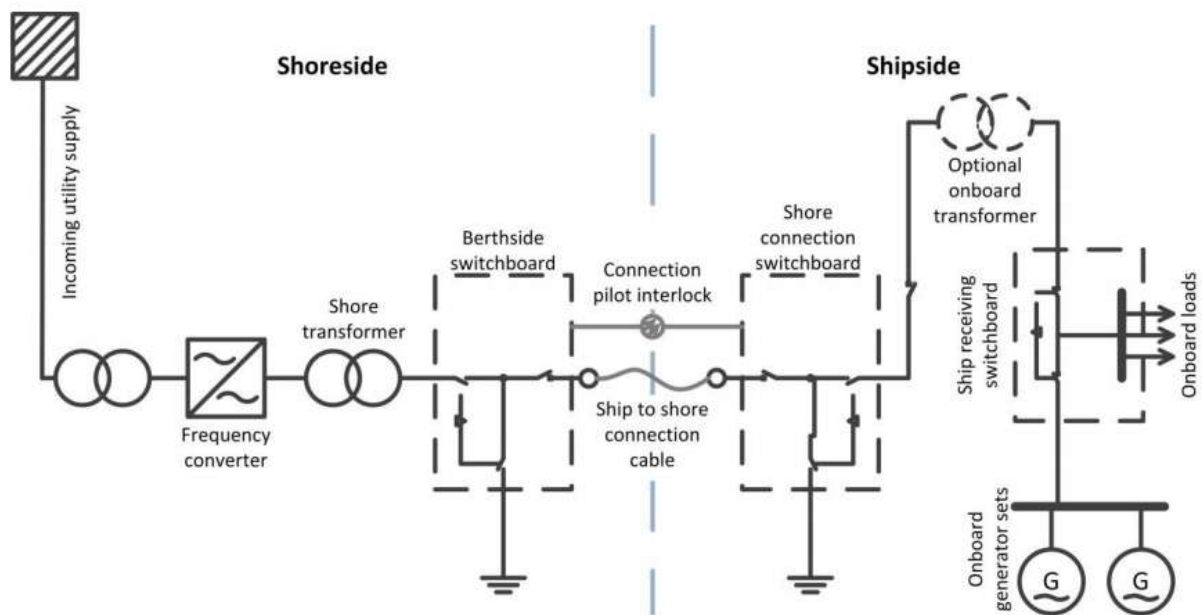 Shoreside
Shipside
Incoming utility supply
Optional
onboard
transformer
Shore
connection
switchboard
Berthside
switchboard
Connection
pilot interlock
Shore
transformer
Ship receiving
switchboard
Onboard loads
Frequency
converter
Ship to shore
connection
cable
Onboard
generator sets
G
G